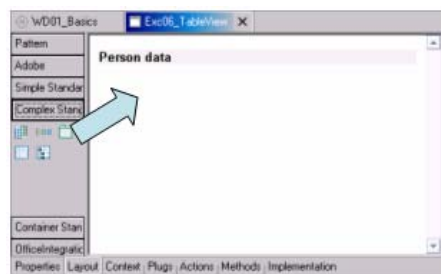 WD01_Basics
Exc06_TableView
Pattern
Adobe
Simple Standar
Complex Stand
Container Stan
OfficeIntegratic
Person data
Properties Layout Context Plugs Actions Methods Implementation